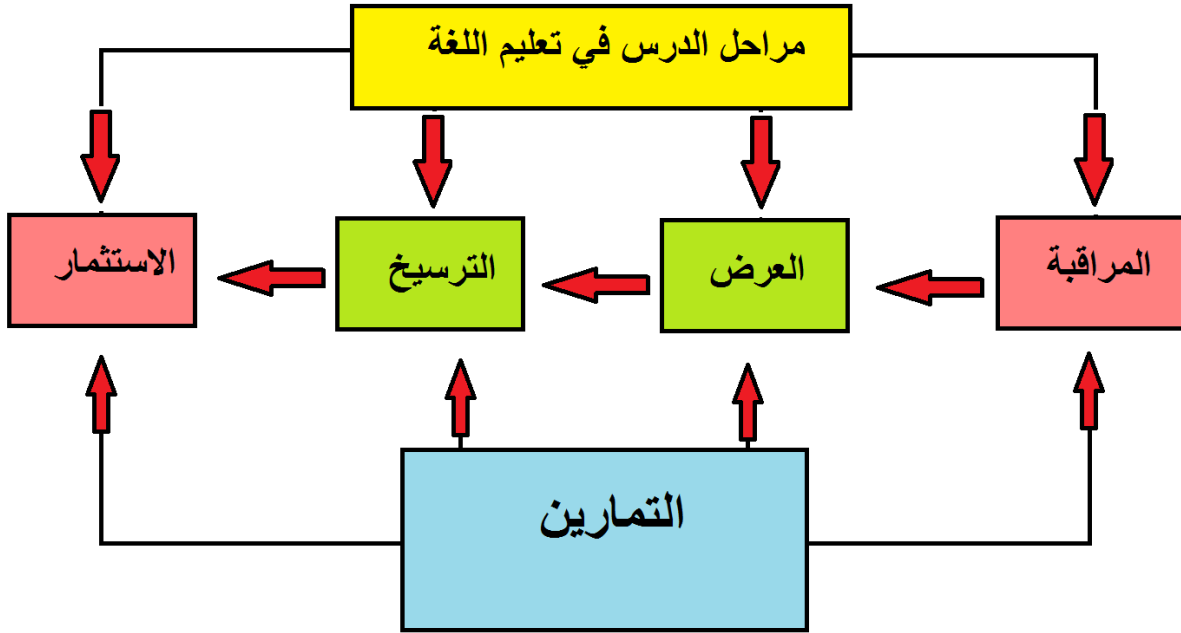 مراحل الدرس في تعليم اللغة
المراقبة
العرض
الترسيخ
الاستثمار
التمارين